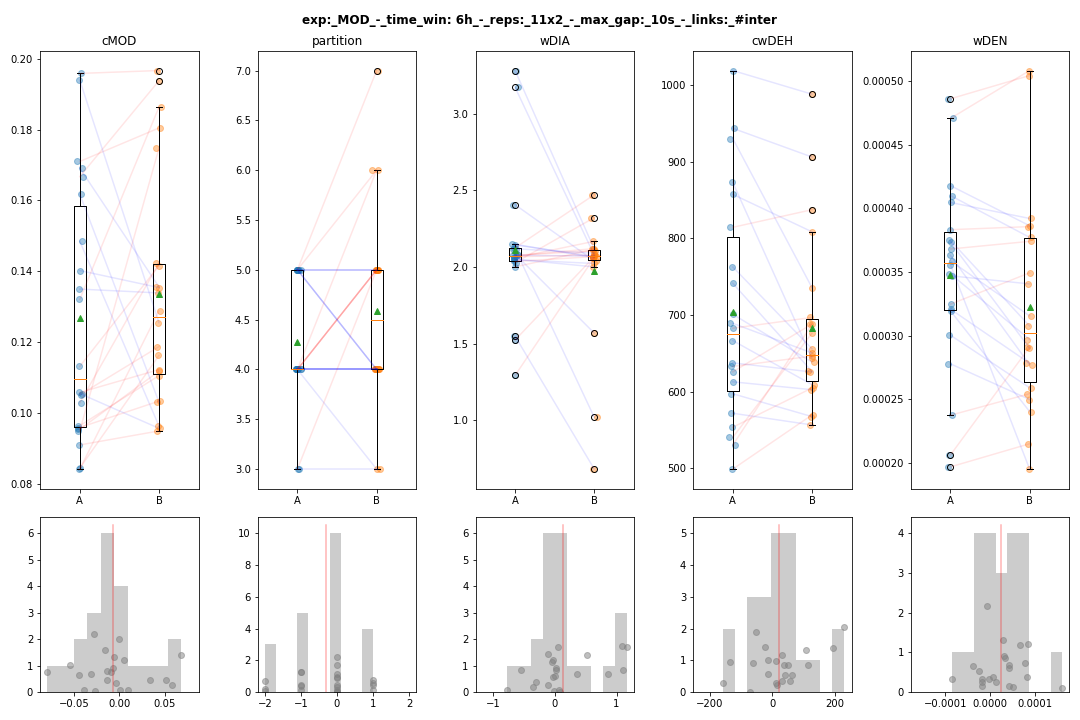 exp:_MOD_-_time_win: 6h_-_reps:_11x2_-_max_gap:_10s_-_links:_#inter
cMOD partition wDIA cwDEH wDEN
0.20 0.18 0.16 0.14 0.12 0.10 0.08
A B
7.0 6.5 6.0 5.5 5.0 4.5 4.0 3.5 3.0
A B
3.0 2.5 2.0 1.5 1.0
A B
1000 900 800 700 600 500
A B
0.00050 0.00045 0.00040 0.00035 0.00030 0.00025 0.00020
A B
6 5 4 3 2 1 0
−0.05 0.00 0.05
10 8 6 4 2 0
−2 −1 0 1 2
6 5 4 3 2 1 0
−1 0 1
5 4 3 2 1 0
−200 0 200
4 3 2 1 0
−0.0001 0.0000 0.0001